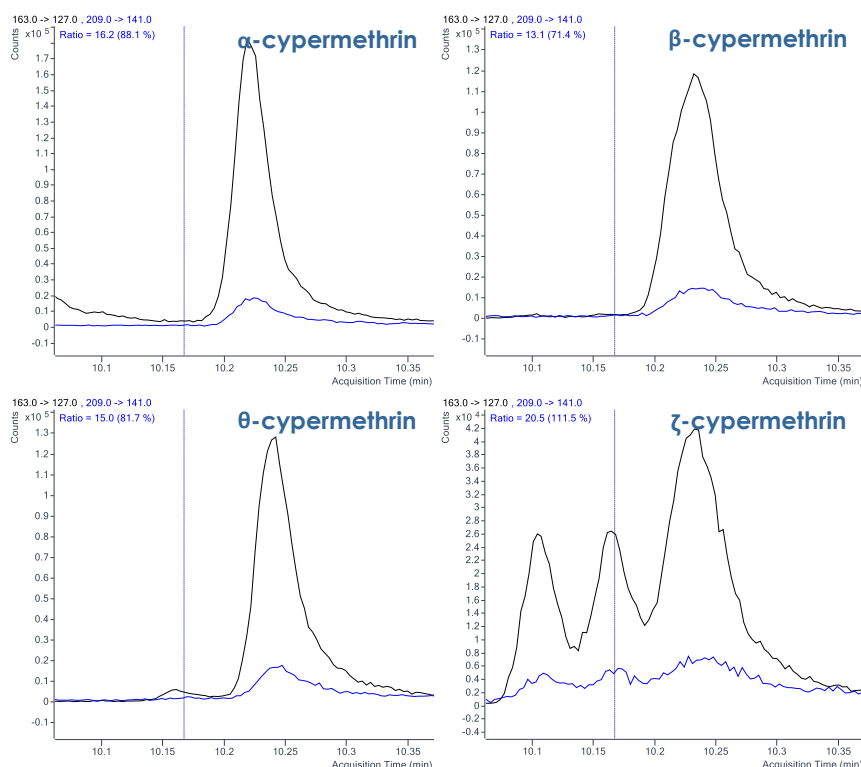 163.0 -> 127.0 , 209.0 -> 141.0
x10 5
Ratio = 16.2 (88.1 %)
α-cypermethrin
Counts
1.7
1.6
1.5
1.4
1.3
1.2
1.1
1
0.9
0.8
0.7
0.6
0.5
0.4
0.3
0.2
0.1
0
-0.1
10.1 10.15 10.2 10.25 10.3 10.35
Acquisition Time (min)
163.0 -> 127.0 , 209.0 -> 141.0
x10 5
Ratio = 13.1 (71.4 %)
β-cypermethrin
Counts
1.3
1.2
1.1
1
0.9
0.8
0.7
0.6
0.5
0.4
0.3
0.2
0.1
0
-0.1
10.1 10.15 10.2 10.25 10.3 10.35
Acquisition Time (min)
163.0 -> 127.0 , 209.0 -> 141.0
x10 5
Ratio = 15.0 (81.7 %)
θ-cypermethrin
Counts
1.3
1.2
1.1
1
0.9
0.8
0.7
0.6
0.5
0.4
0.3
0.2
0.1
0
-0.1
10.1 10.15 10.2 10.25 10.3 10.35
Acquisition Time (min)
163.0 -> 127.0 , 209.0 -> 141.0
x10 4
Ratio = 20.5 (111.5 %)
ζ-cypermethrin
Counts
4.2
4
3.8
3.6
3.4
3.2
3
2.8
2.6
2.4
2.2
2
1.8
1.6
1.4
1.2
1
0.8
0.6
0.4
0.2
0
-0.2
-0.4
10.1 10.15 10.2 10.25 10.3 10.35
Acquisition Time (min)